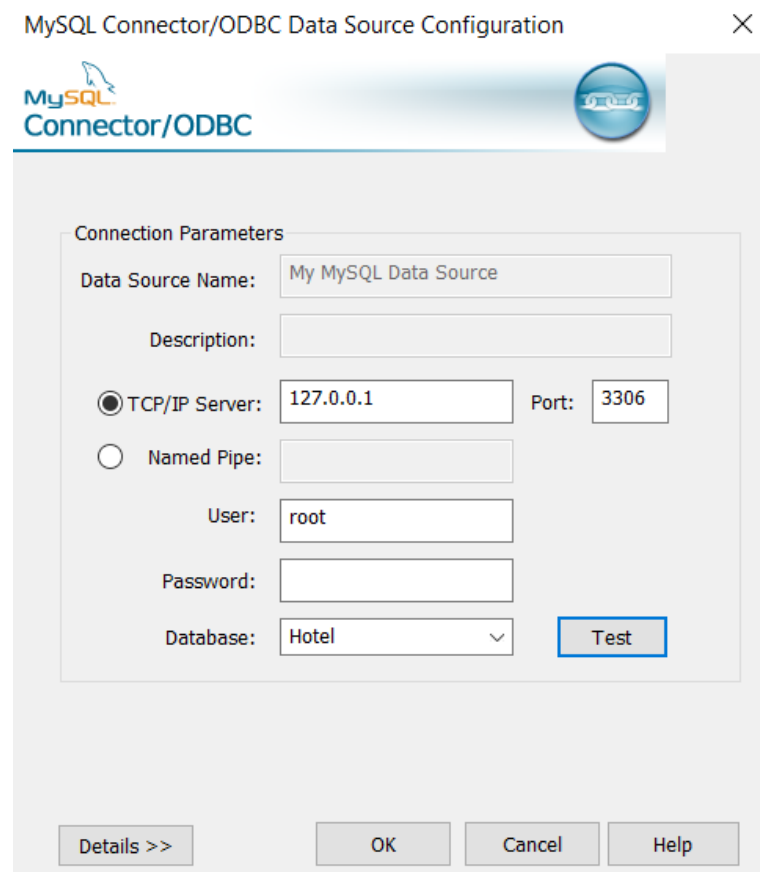 MySQL Connector/ODBC Data Source Configuration
MySQL
Connector/ODBC
Connection Parameters
Data Source Name: My MySQL Data Source
Description:
TCP/IP Server: 127.0.0.1 Port: 3306
Named Pipe:
User: root
Password:
Database: Hotel Test
Details >> OK Cancel Help